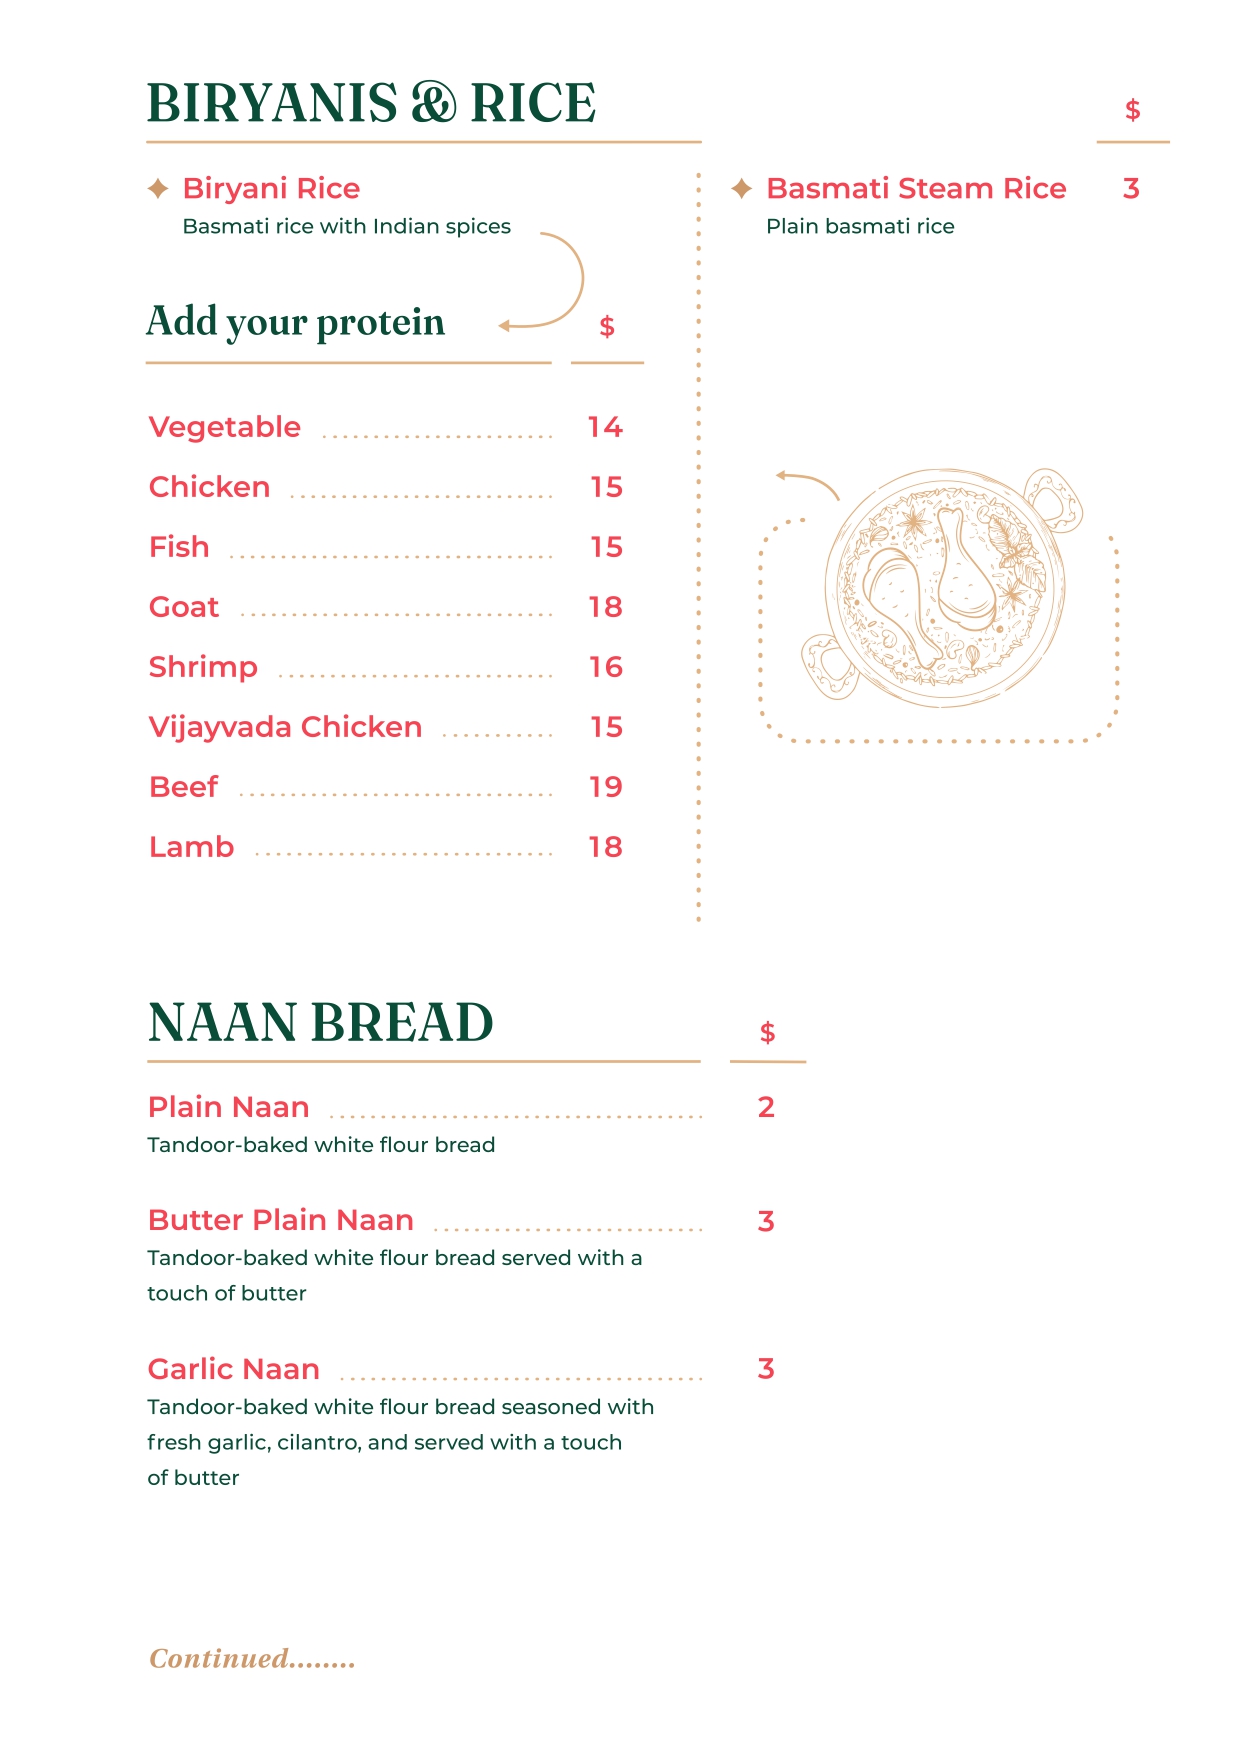 BIRYANIS & RICE
$
Biryani Rice
Basmati rice with Indian spices
Add your protein
$
Vegetable 14
Chicken 15
Fish 15
Goat 18
Shrimp 16
Vijayvada Chicken 15
Beef 19
Lamb 18
Basmati Steam Rice 3
Plain basmati rice
NAAN BREAD
$
Plain Naan 2
Tandoor-baked white flour bread
Butter Plain Naan 3
Tandoor-baked white flour bread served with a
touch of butter
Garlic Naan 3
Tandoor-baked white flour bread seasoned with
fresh garlic, cilantro, and served with a touch
of butter
Continued........